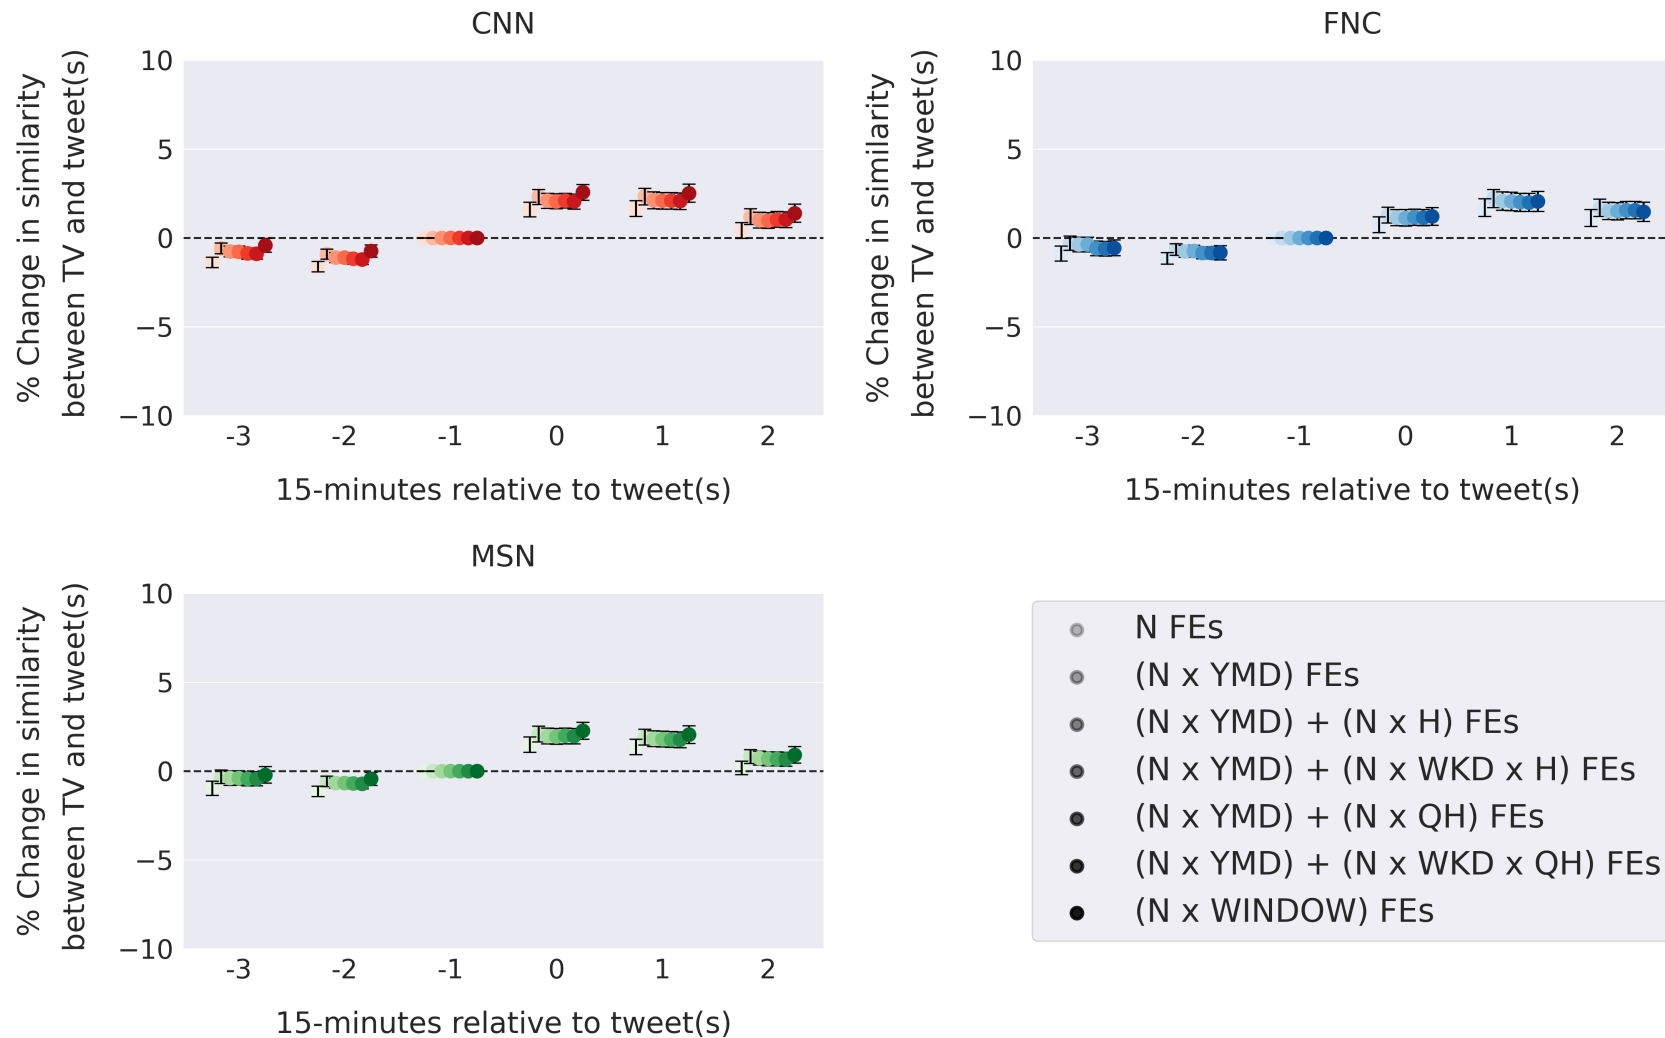 CNN
% Change in similarity
between TV and tweet(s)
10
5
0
−5
−10
-3 -2 -1 0 1 2
15-minutes relative to tweet(s)
FNC
% Change in similarity
between TV and tweet(s)
10
5
0
−5
−10
-3 -2 -1 0 1 2
15-minutes relative to tweet(s)
MSN
% Change in similarity
between TV and tweet(s)
10
5
0
−5
−10
-3 -2 -1 0 1 2
15-minutes relative to tweet(s)
N FEs
(N x YMD) FEs
(N x YMD) + (N x H) FEs
(N x YMD) + (N x WKD x H) FEs
(N x YMD) + (N x QH) FEs
(N x YMD) + (N x WKD x QH) FEs
(N x WINDOW) FEs